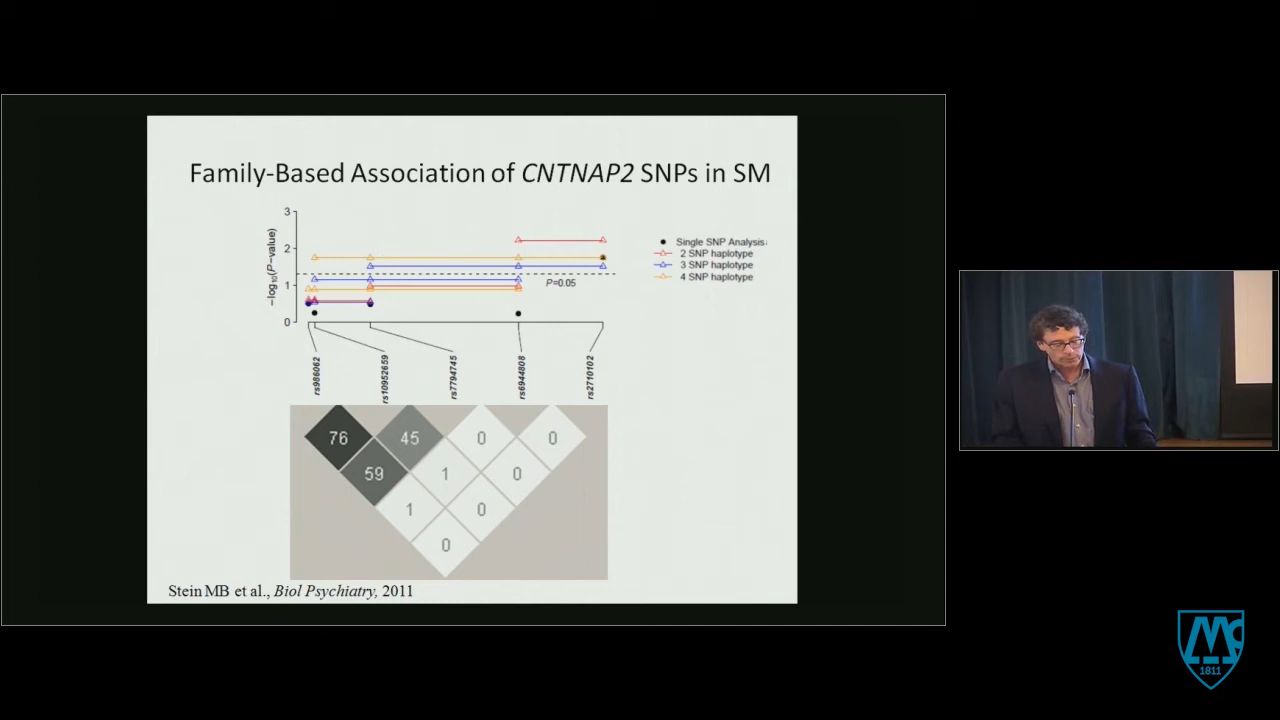 Family-Based Association of CNTNAP2 SNPs in SM
3
2
1
0
−log10(P−value)
P=0.05
Single SNP Analysis
2 SNP haplotype
3 SNP haplotype
4 SNP haplotype
rs986062
rs10952659
rs7794745
rs6944808
rs2710102
76
45
0
0
59
1
0
1
0
0
Stein MB et al., Biol Psychiatry, 2011
Mc
1811